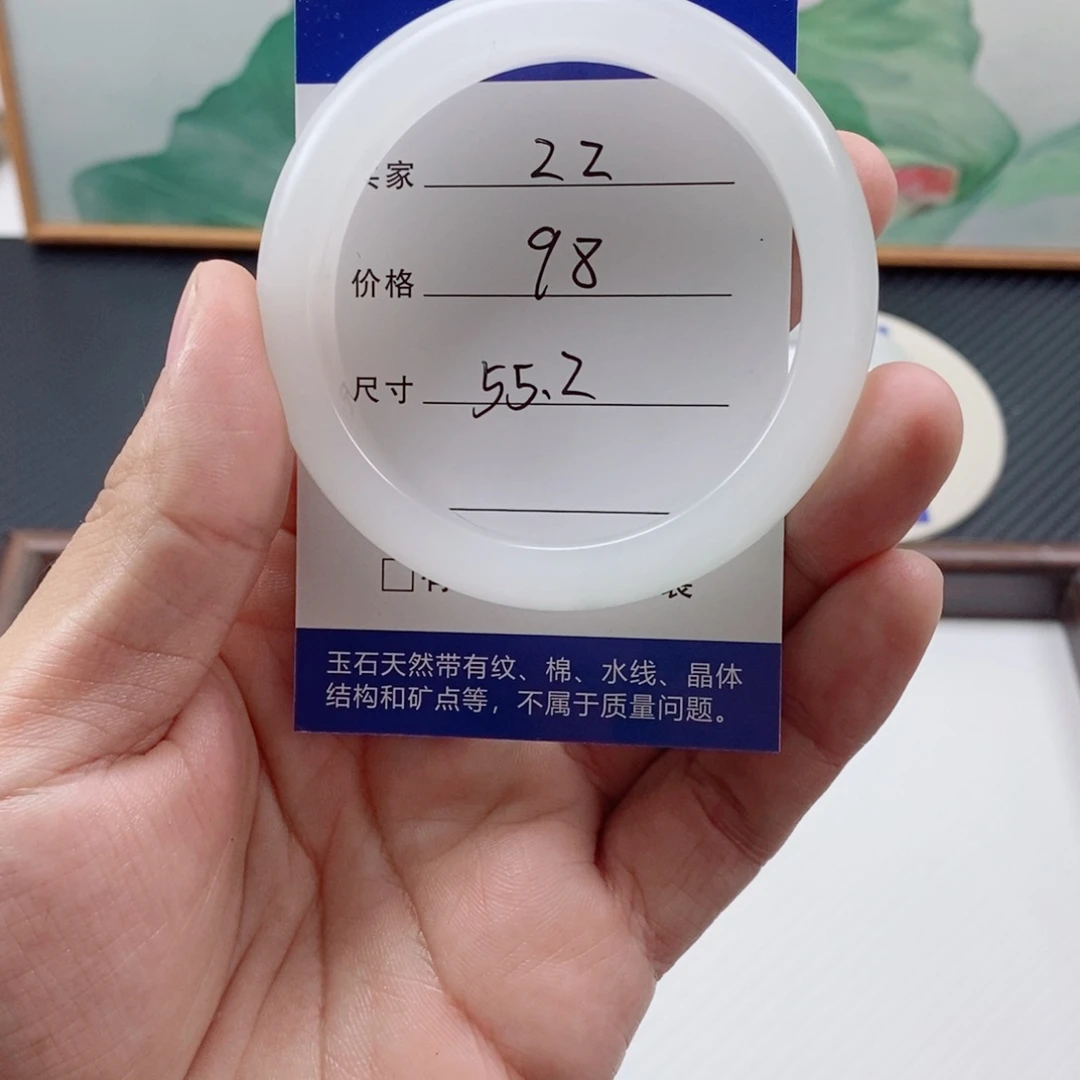 家 22
价格 98
尺寸 55.2
玉石天然带有纹、棉、水线、晶体
结构和矿点等，不属于质量问题。